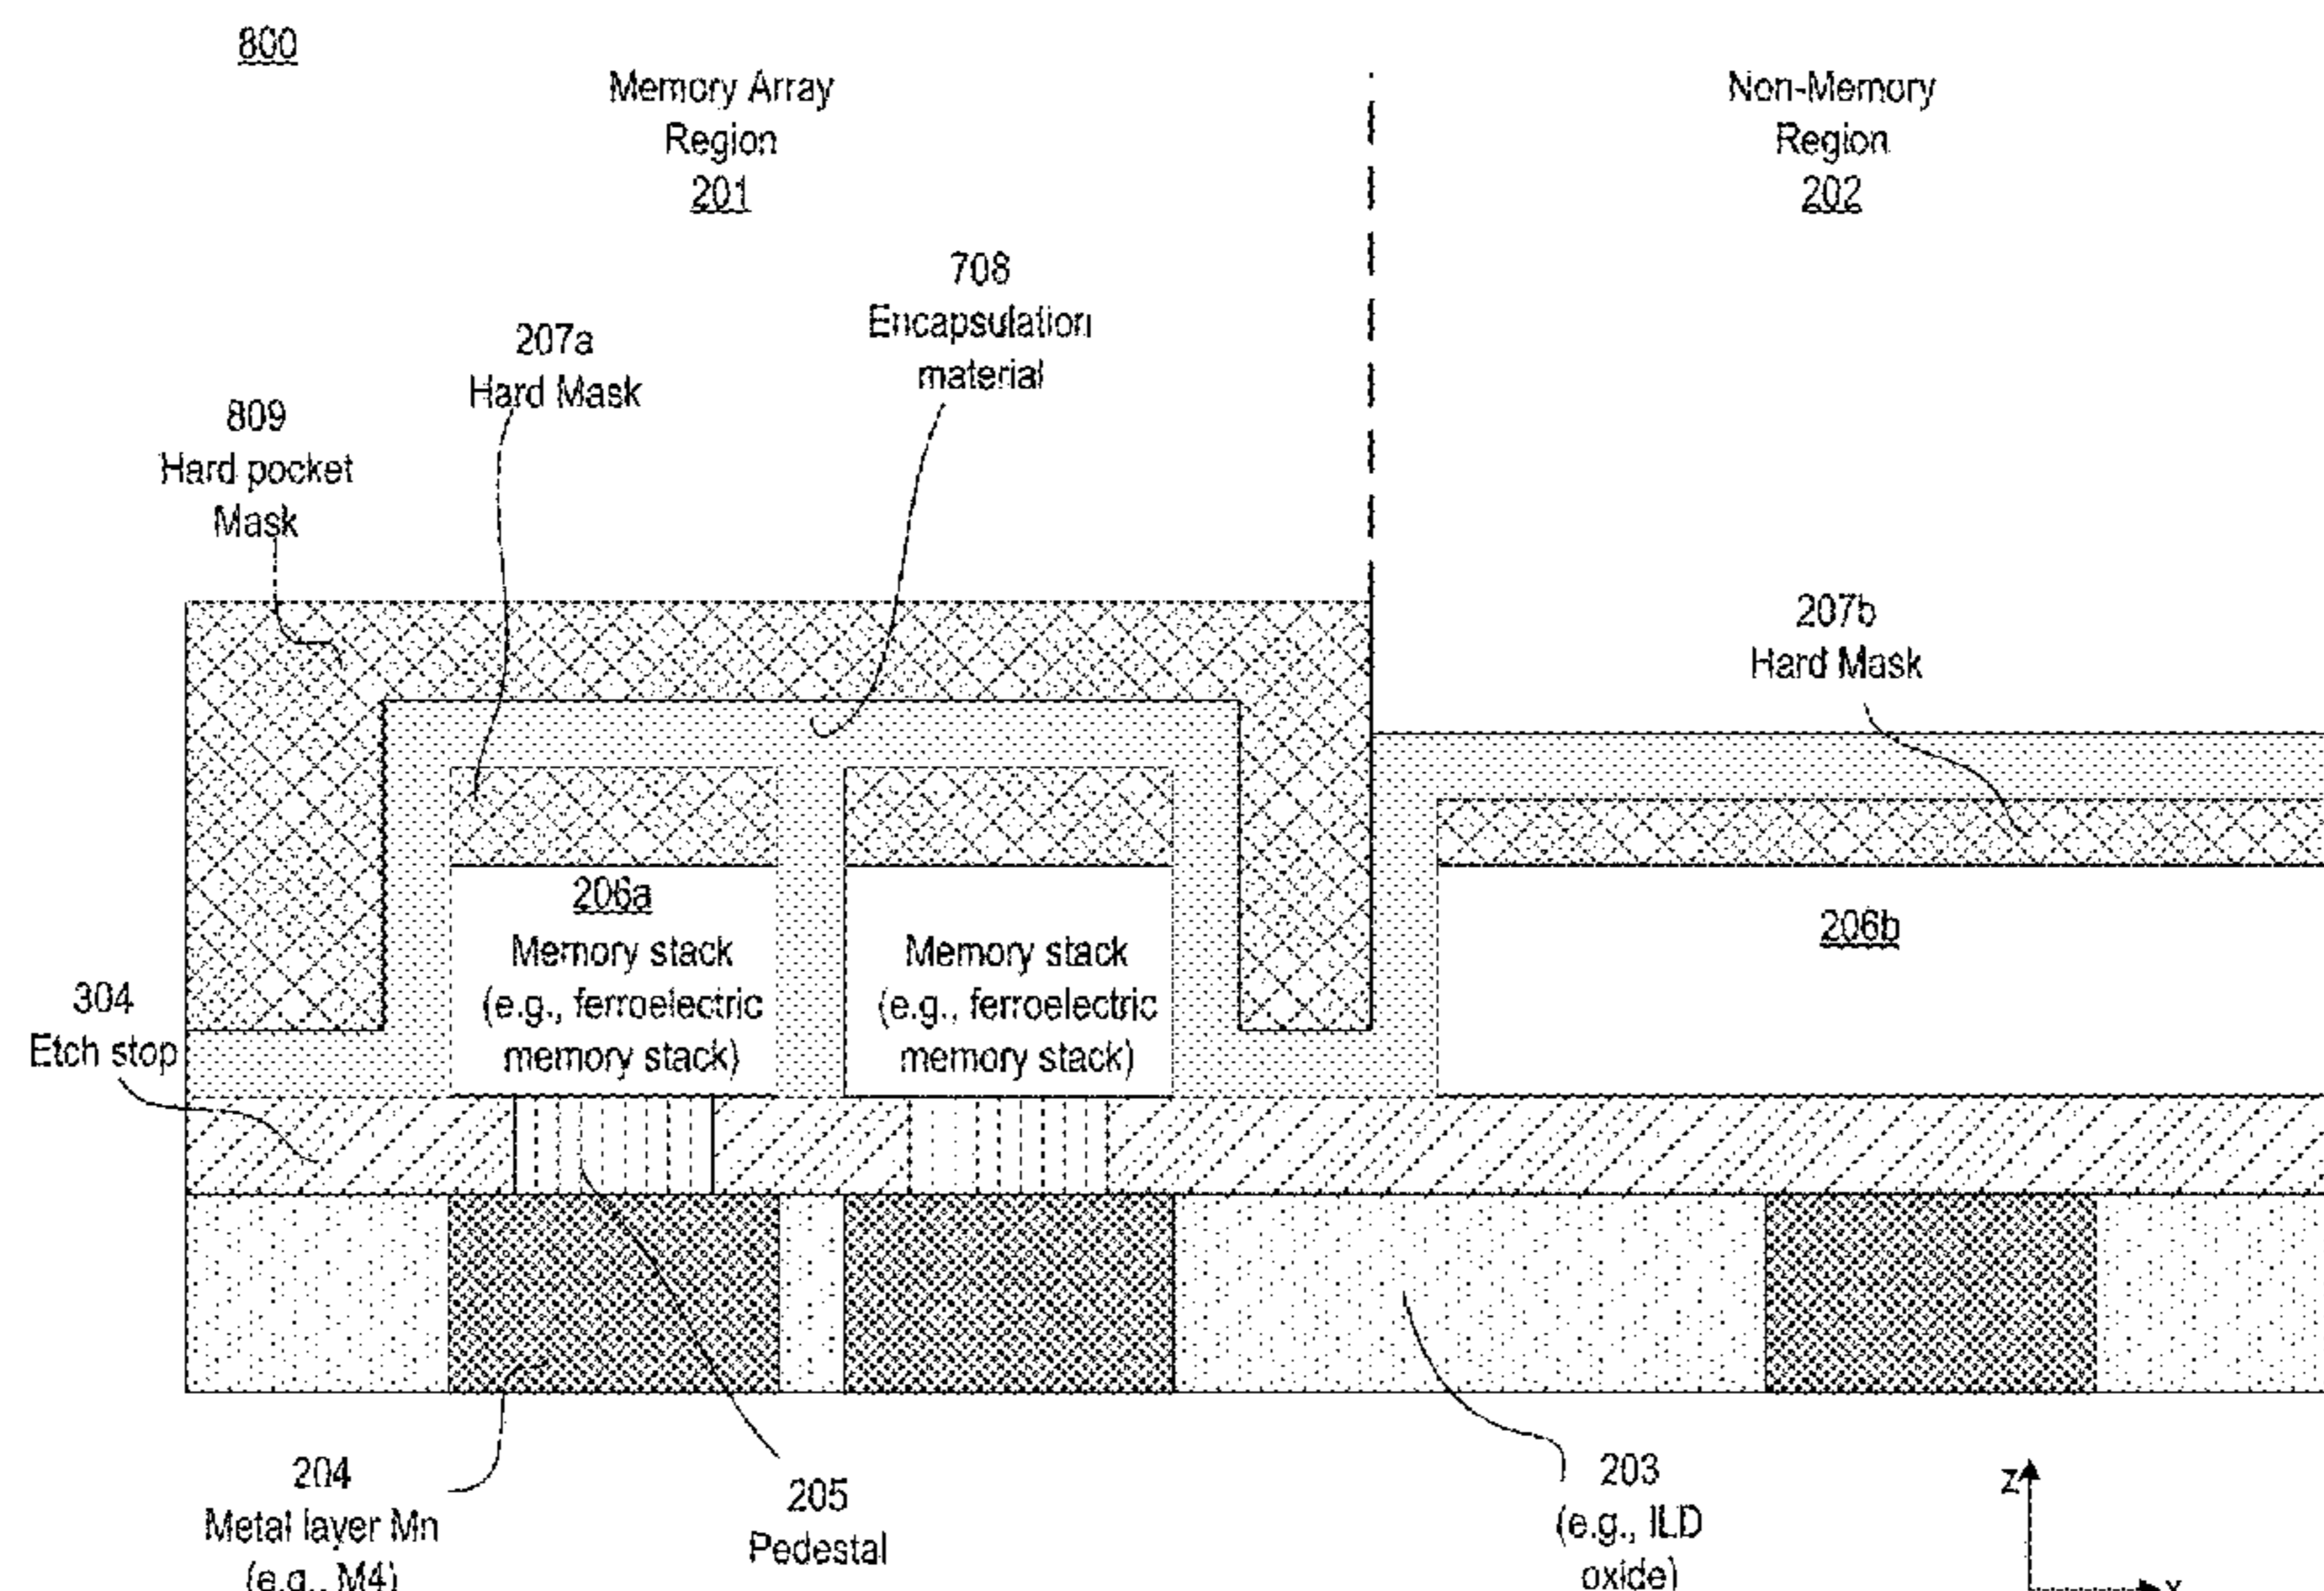 800
Memory Array
Region
201
Non-Memory
Region
202
708
Encapsulation
material
207a
Hard Mask
809
Hard pocket
Mask
207b
Hard Mask
206a
Memory stack
(e.g., ferroelectric
memory stack)
Memory stack
(e.g., ferroelectric
memory stack)
206b
304
Etch stop
204
Metal layer Mn
(e.g., M4)
205
Pedestal
203
(e.g., ILD
oxide)
z
x